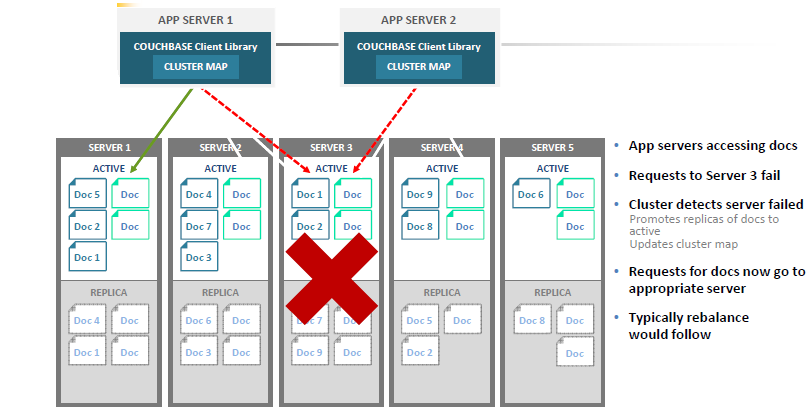 APP SERVER 1
COUCHBASE Client Library
CLUSTER MAP
APP SERVER 2
COUCHBASE Client Library
CLUSTER MAP
SERVER 1
ACTIVE
Doc 5 Doc
Doc 2 Doc
Doc 1
REPLICA
Doc 4 Doc
Doc 1 Doc
SERVER 2
ACTIVE
Doc 4 Doc
Doc 7 Doc
Doc 3
REPLICA
Doc 6 Doc
Doc 3 Doc
SERVER 3
ACTIVE
Doc 1 Doc
Doc 2 Doc
REPLICA
7 Doc
Doc 9 Doc
SERVER 4
ACTIVE
Doc 9 Doc
Doc 8 Doc
REPLICA
Doc 5 Doc
Doc 2
SERVER 5
ACTIVE
Doc 6 Doc
Doc
REPLICA
Doc 8 Doc
Doc
• App servers accessing docs
• Requests to Server 3 fail
• Cluster detects server failed
Promotes replicas of docs to
active
Updates cluster map
• Requests for docs now go to
appropriate server
• Typically rebalance
would follow